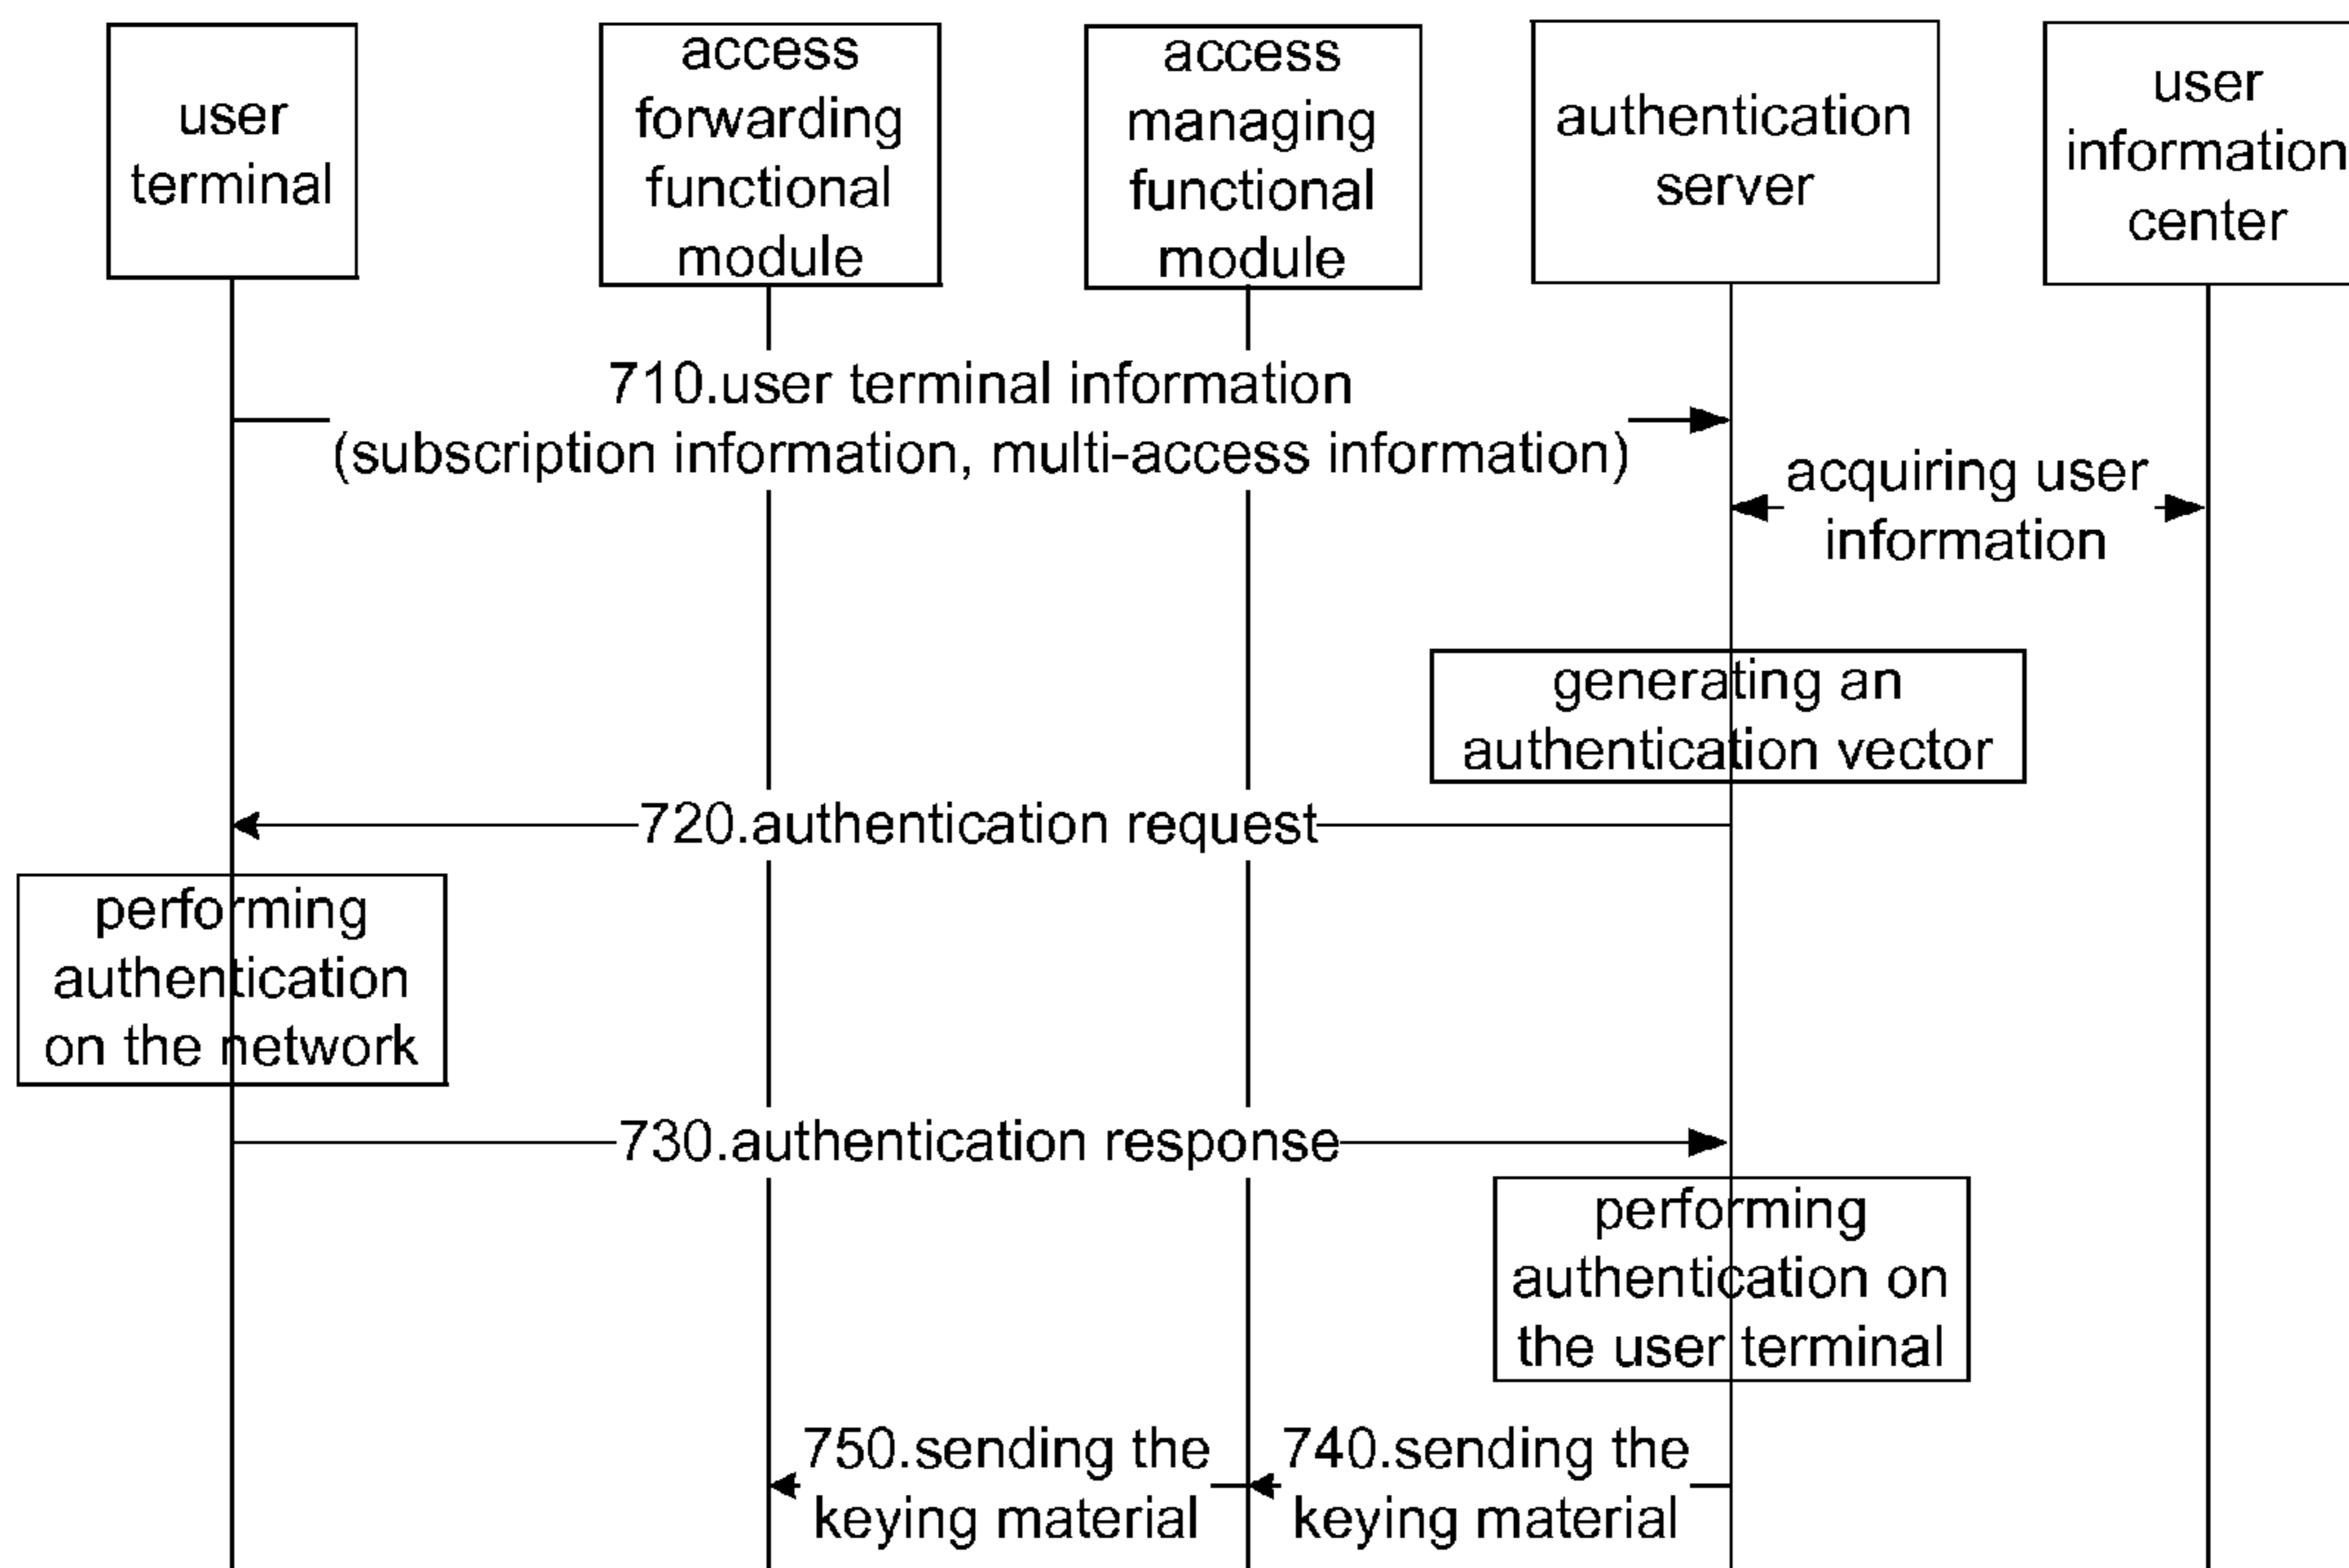 user
terminal
access
forwarding
functional
module
access
managing
functional
module
authentication
server
user
information
center
710.user terminal information
(subscription information, multi-access information)
acquiring user
information
generating an
authentication vector
720.authentication request
performing
authentication
on the network
730.authentication response
performing
authentication on
the user terminal
750.sending the
keying material
740.sending the
keying material